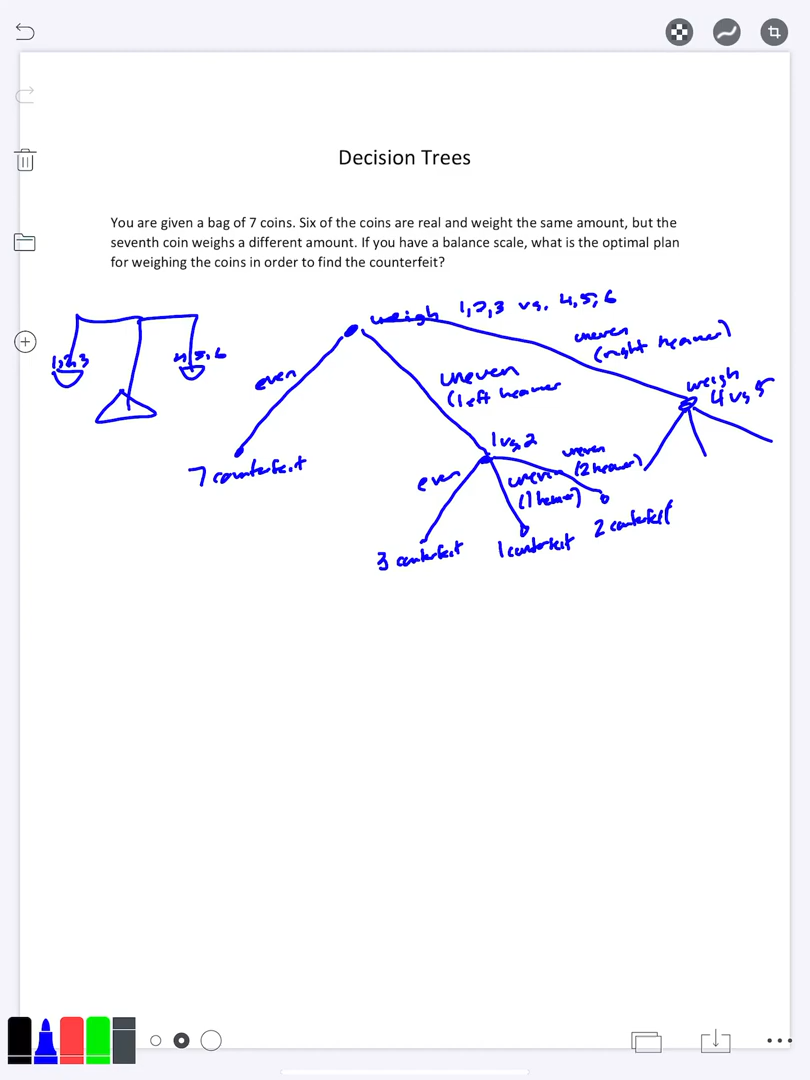 Decision Trees
You are given a bag of 7 coins. Six of the coins are real and weight the same amount, but the
seventh coin weighs a different amount. If you have a balance scale, what is the optimal plan
for weighing the coins in order to find the counterfeit?
weigh 1,2,3 vs. 4,5,6
1,2,3
4,5,6
even
uneven
(left heavier
uneven
(right heavier)
weigh
4 vs 5
7 counterfeit
1 vs 2
even
uneven
(1 heavier)
uneven
(2 heavier)
3 counterfeit
1 counterfeit
2 counterfeit